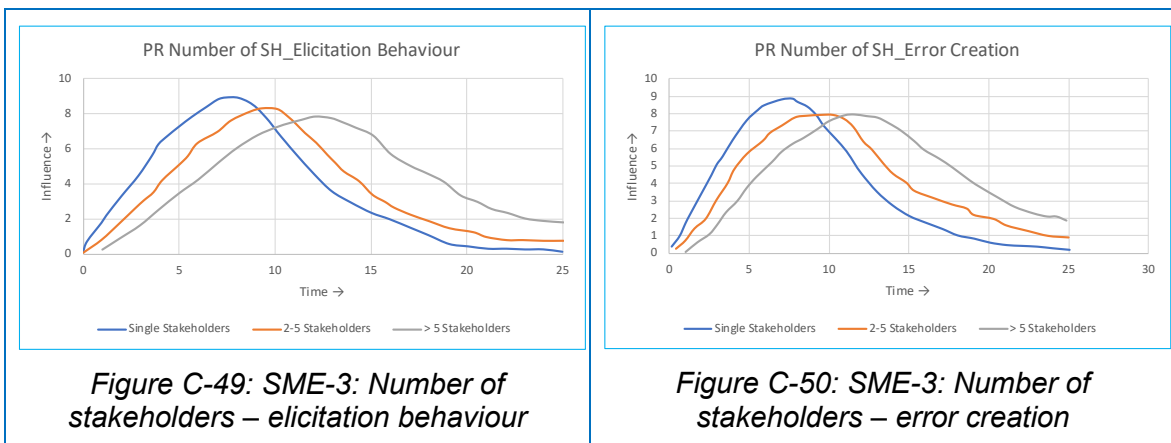 PR Number of SH_Elicitation Behaviour
10
8
6
4
2
0
0 5 10 15 20 25
Influence →
Time →
Single Stakeholders 2-5 Stakeholders > 5 Stakeholders
Figure C-49: SME-3: Number of
stakeholders – elicitation behaviour
PR Number of SH_Error Creation
10
9
8
7
6
5
4
3
2
1
0
0 5 10 15 20 25 30
Influence →
Time →
Single Stakeholders 2-5 Stakeholders > 5 Stakeholders
Figure C-50: SME-3: Number of
stakeholders – error creation